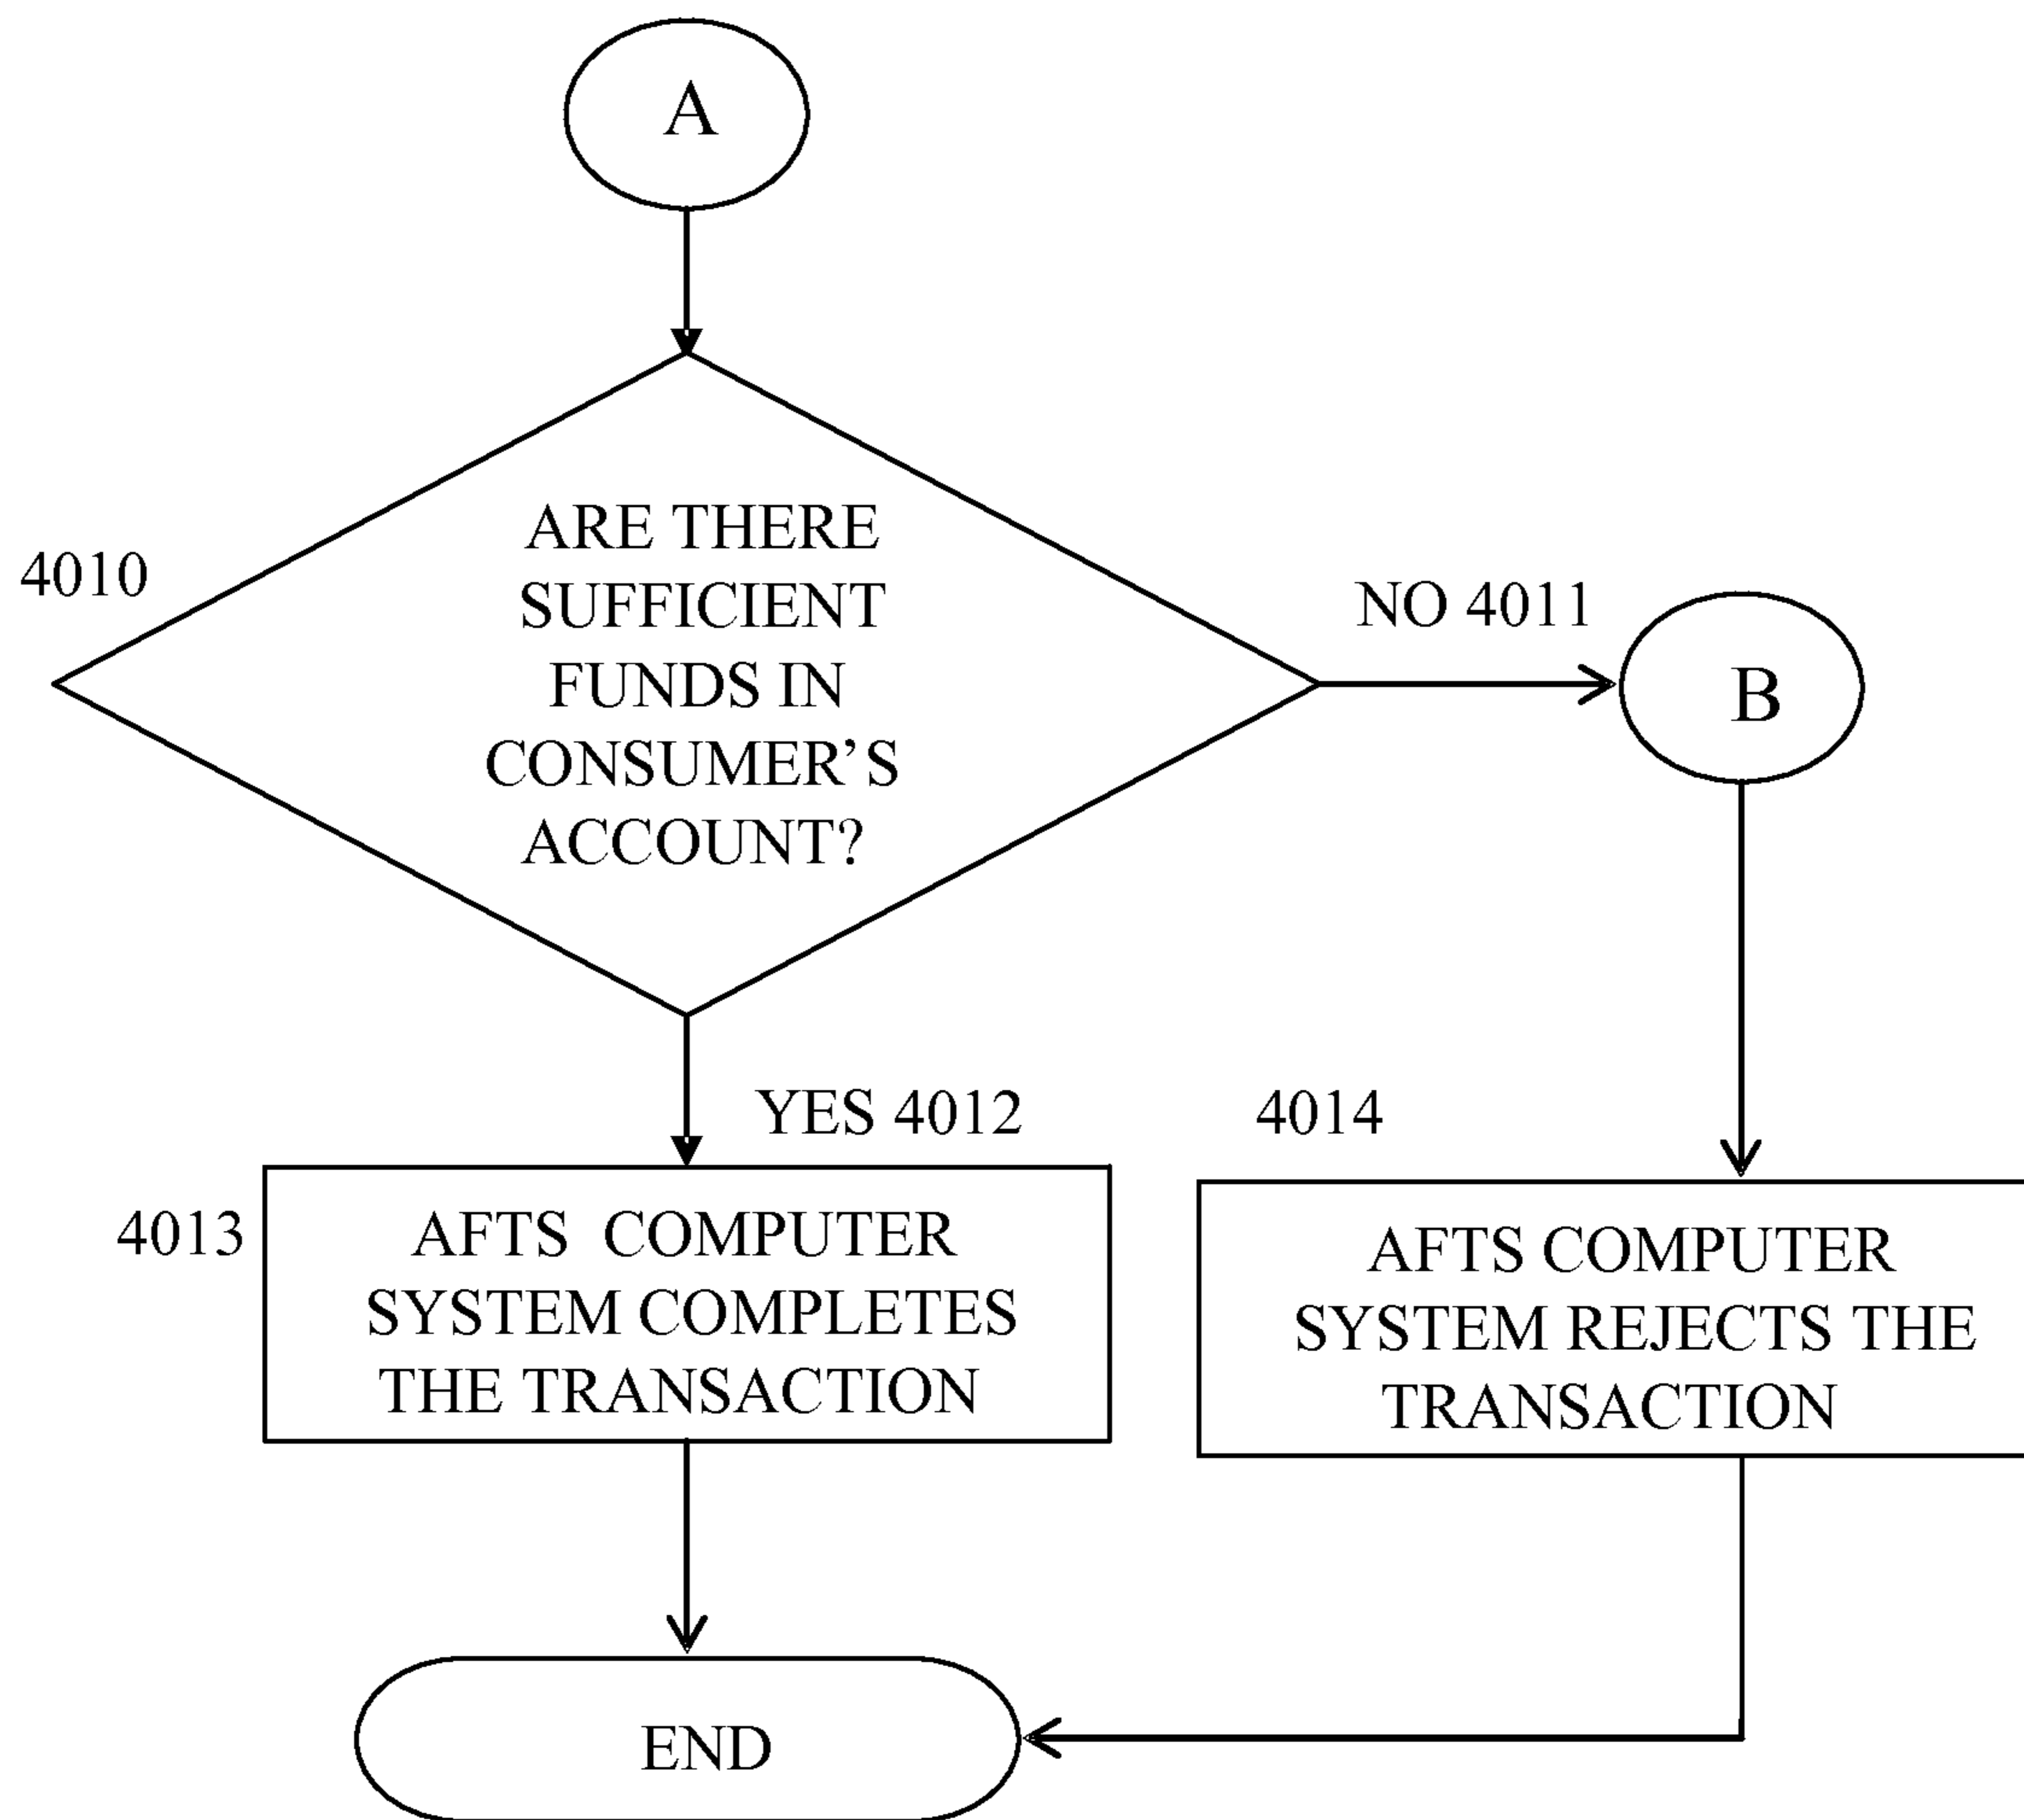 A
ARE THERE
SUFFICIENT
FUNDS IN
CONSUMER’S
ACCOUNT?
4010
NO 4011
B
YES 4012
4014
4013
AFTS COMPUTER
SYSTEM COMPLETES
THE TRANSACTION
AFTS COMPUTER
SYSTEM REJECTS THE
TRANSACTION
END